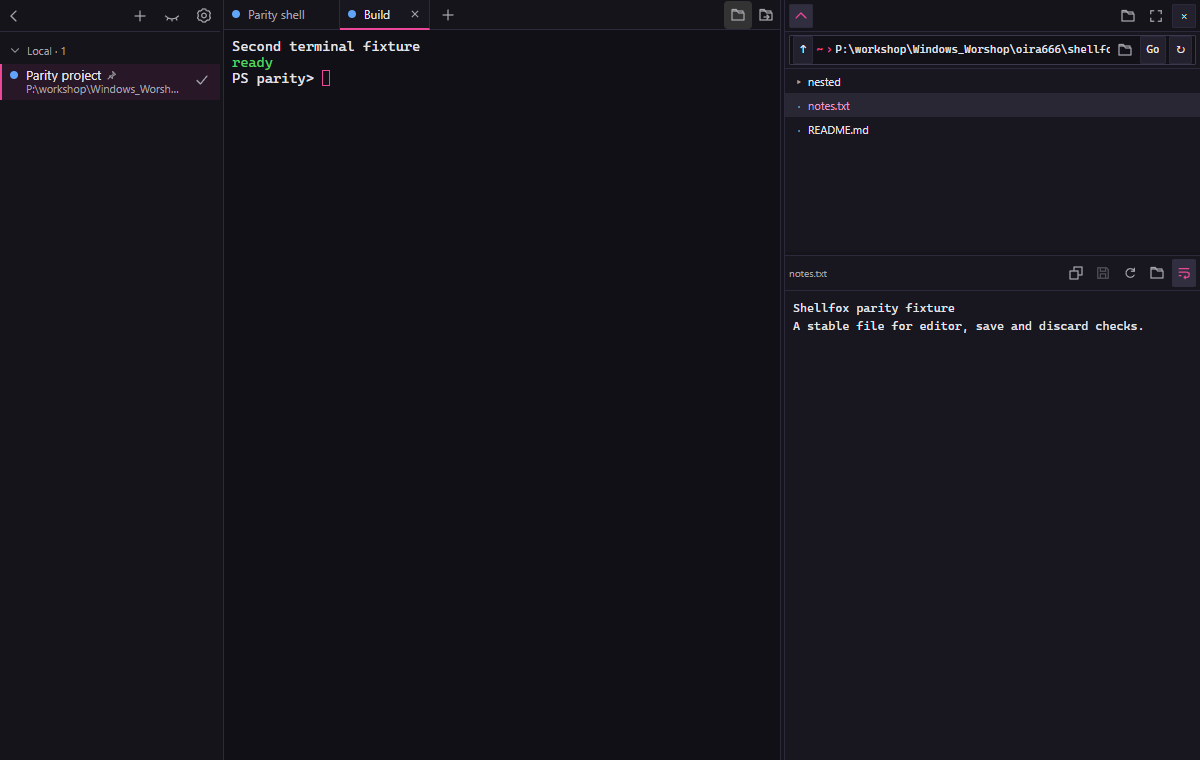 Local · 1
Parity project
P:\workshop\Windows_Worsh...
Parity shell
Build
Second terminal fixture
ready
PS parity>
~ › P:\workshop\Windows_Worshop\oira666\shellfo
Go
nested
notes.txt
README.md
notes.txt
Shellfox parity fixture
A stable file for editor, save and discard checks.